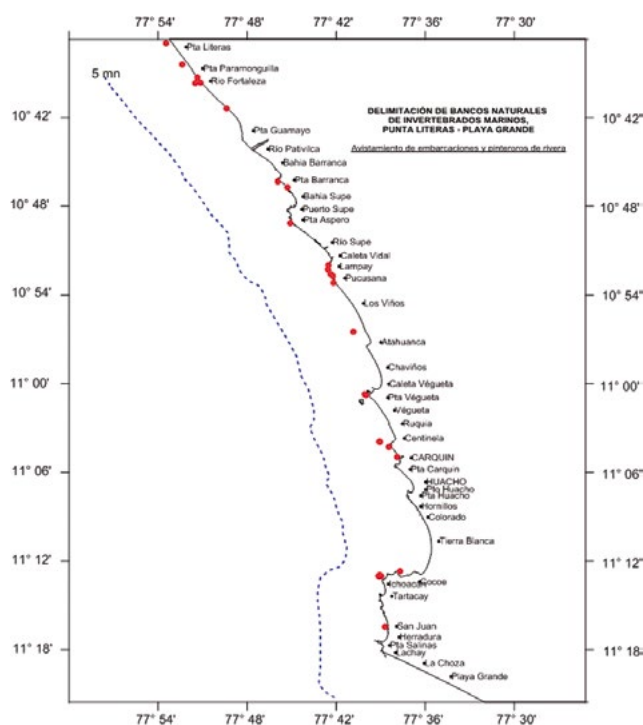 77° 54' 77° 48' 77° 42' 77° 36' 77° 30'
Pta Literas
5 mn
Pta Paramonguilla
Rio Fortaleza
10° 42' 10° 42"
DELIMITACIÓN DE BANCOS NATURALES
DE INVERTEBRADOS MARINOS,
PUNTA LITERAS - PLAYA GRANDE
Pta Guamayo
Avistamiento de embarcaciones y pinteros de rivera
Río Pativilca
Bahia Barranca
Pta Barranca
Bahia Supe
10° 48' 10° 48"
Puerto Supe
Pta Aspero
Río Supe
Caleta Vidal
Lampay
Pucusana
10° 54' 10° 54"
Los Viños
Atahuanca
Chaviños
11° 00' 11° 00'
Caleta Végueta
Pta Végueta
Végueta
Ruquia
Centinela
CARQUIN
Pta Carquin
11° 06' 11° 06'
HUACHO
Pto Huacho
Pta Huacho
Hornillos
Colorado
Tierra Blanca
11° 12' 11° 12'
Cocoe
Ichoacan
Tartacay
San Juan
Herradura
11° 18' 11° 18'
Pta Salinas
Lachay
La Choza
Playa Grande
77° 54' 77° 48' 77° 42' 77° 36' 77° 30'